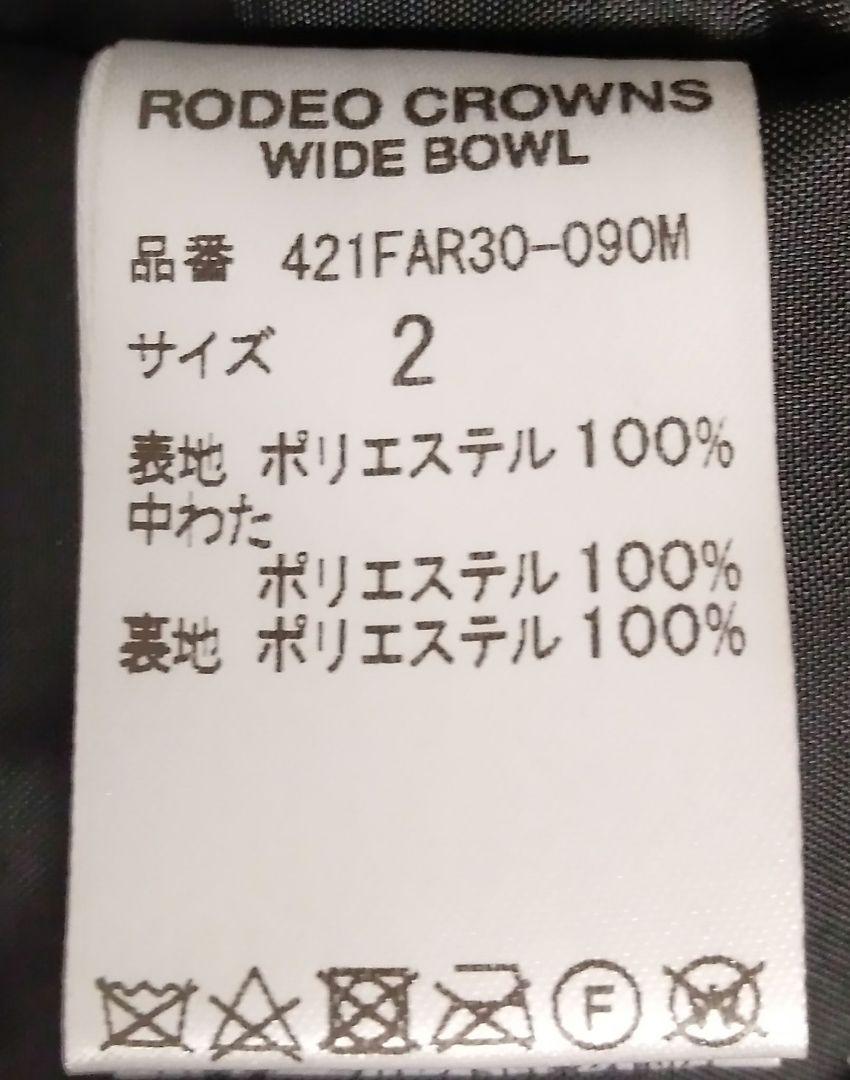 RODEO CROWNS
WIDE BOWL
品番 421FAR30-090M
サイズ 2
表地 ポリエステル 100%
中わた
ポリエステル 100%
裏地 ポリエステル 100%
F
W